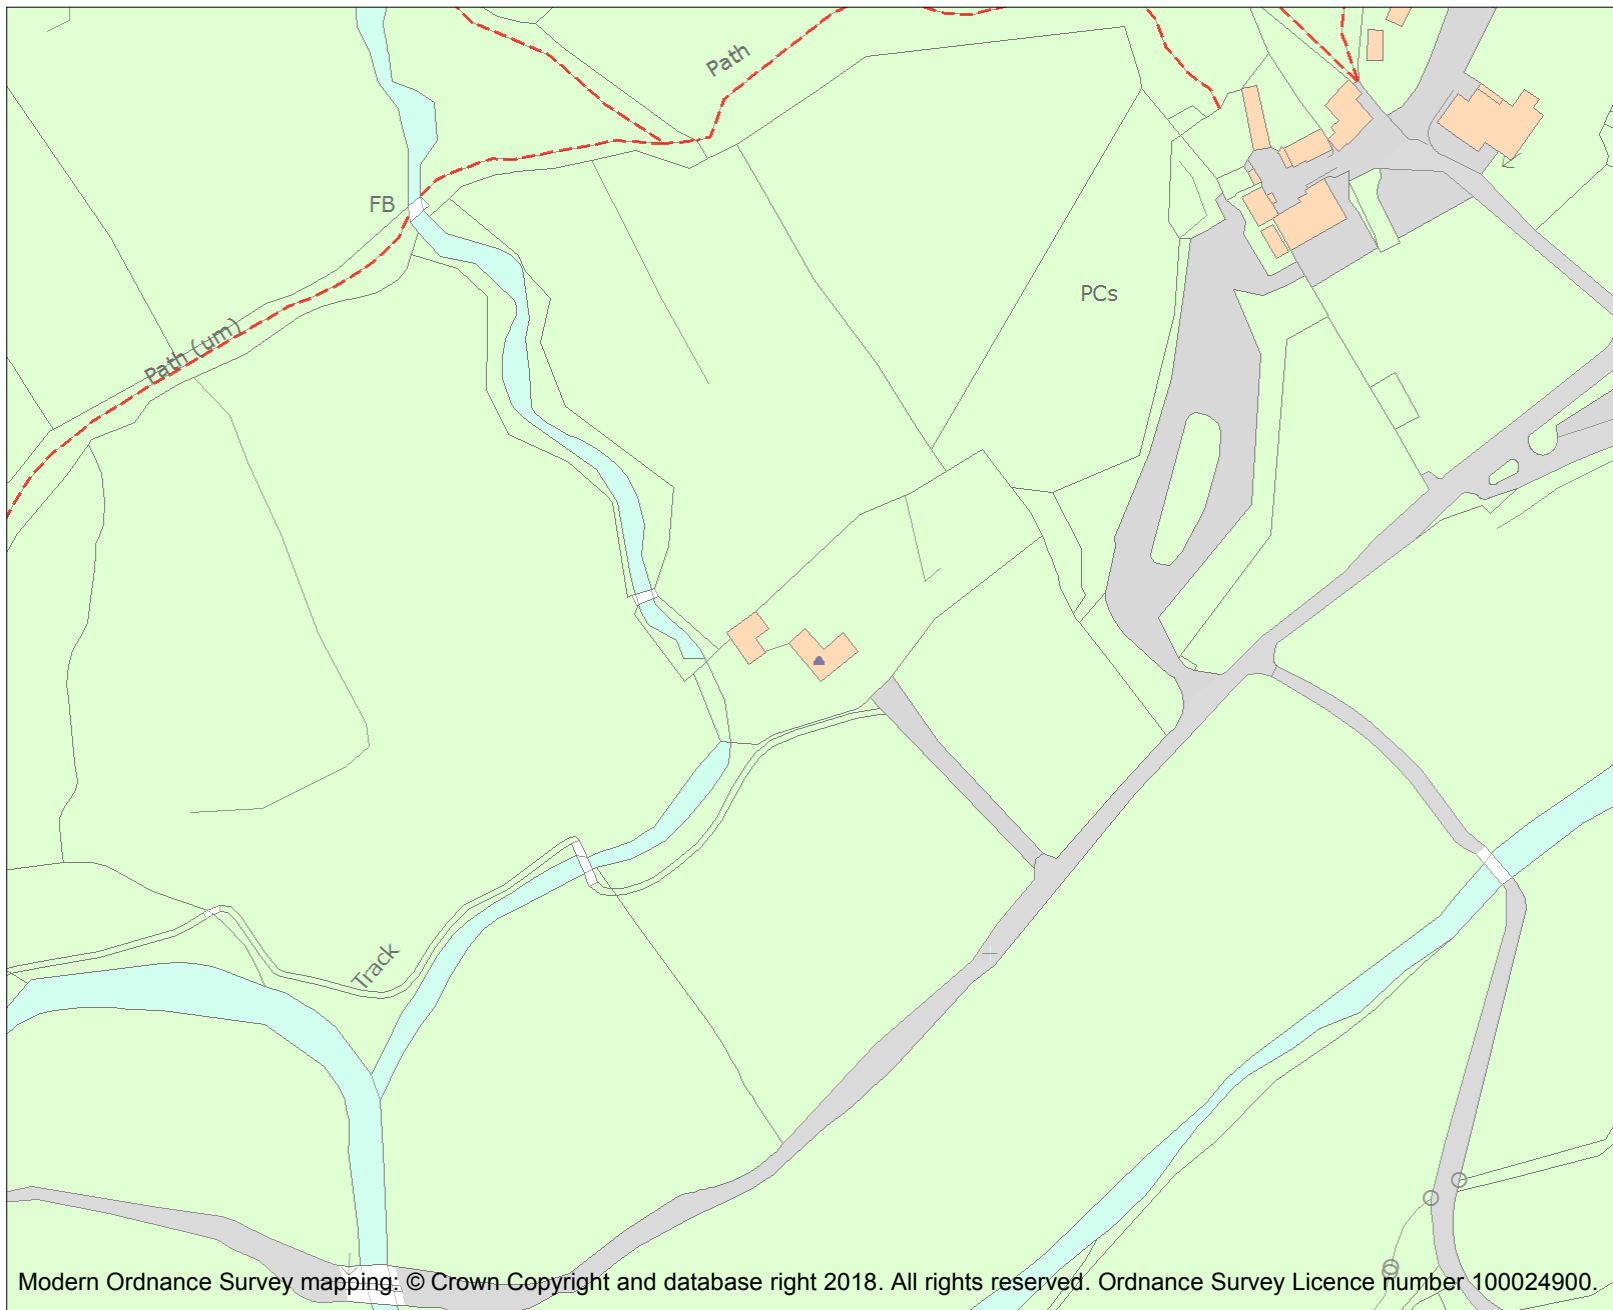 Path
FB
PCs
Path (um)
Track
Modern Ordnance Survey mapping: © Crown Copyright and database right 2018. All rights reserved. Ordnance Survey Licence number 100024900.